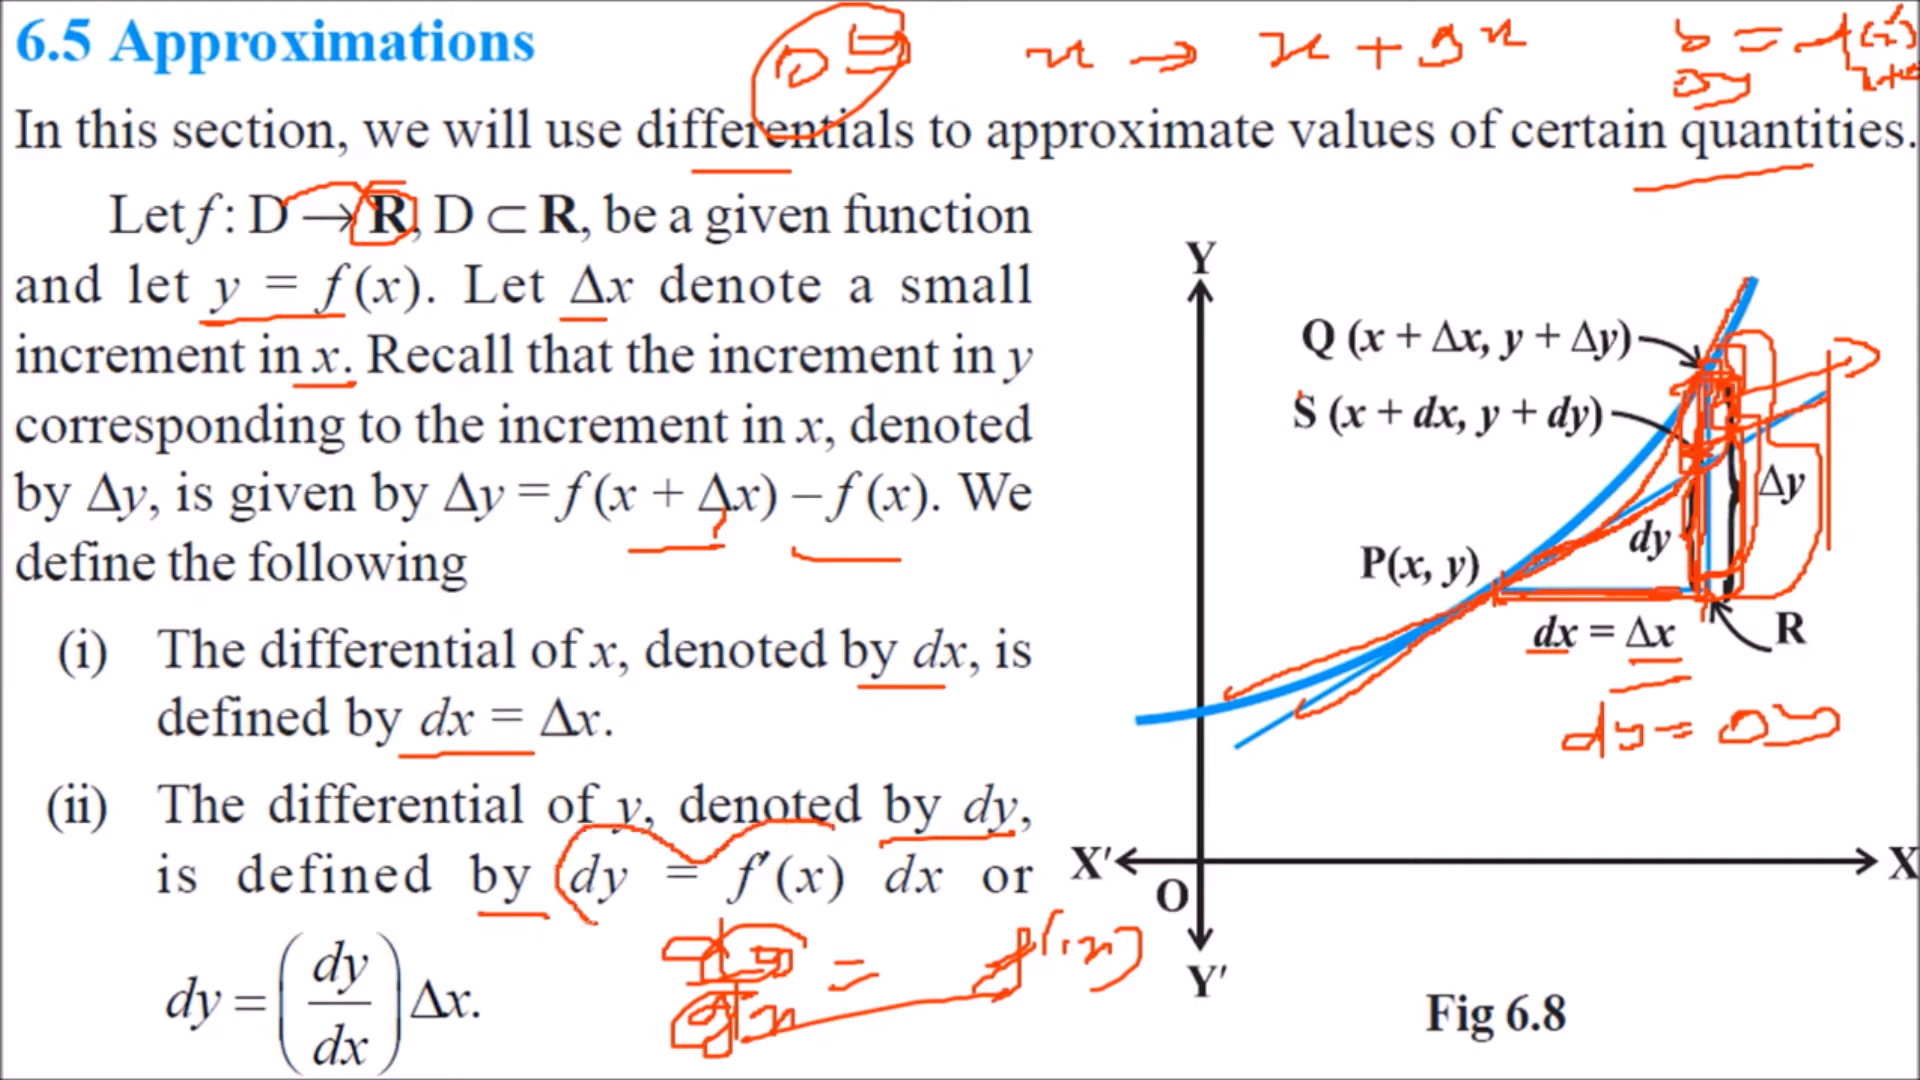 6.5 Approximations
x → x +
In this section, we will use differentials to approximate values of certain quantities.
Let f : D → R, D ⊂ R, be a given function
and let y = f (x). Let Δx denote a small
increment in x. Recall that the increment in y
corresponding to the increment in x, denoted
by Δy, is given by Δy = f (x + Δx) – f (x). We
define the following
(i) The differential of x, denoted by dx, is
defined by dx = Δx.
(ii) The differential of y, denoted by dy,
is defined by dy = f′(x) dx or
dy = (dy/dx) Δx.
dy/dx = f'(x)
Y
Q (x + Δx, y + Δy)
S (x + dx, y + dy)
Δy
dy
P(x, y)
dx = Δx
R
dy = Δy
X′
X
O
Y′
Fig 6.8